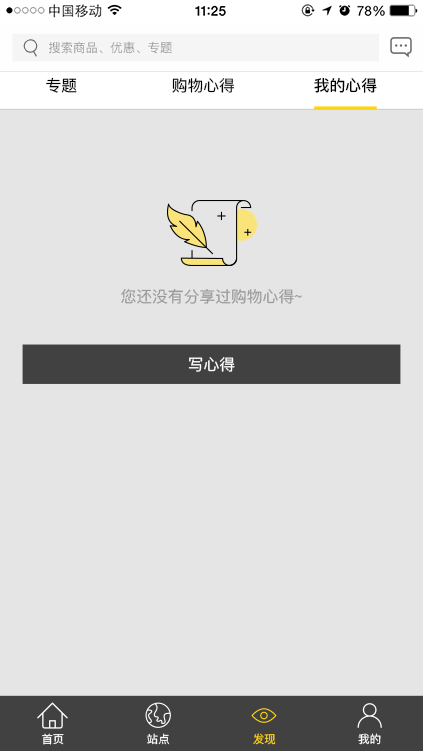 中国移动 11:25 78%
搜索商品、优惠、专题
专题 购物心得 我的心得
您还没有分享过购物心得~
写心得
首页 站点 发现 我的